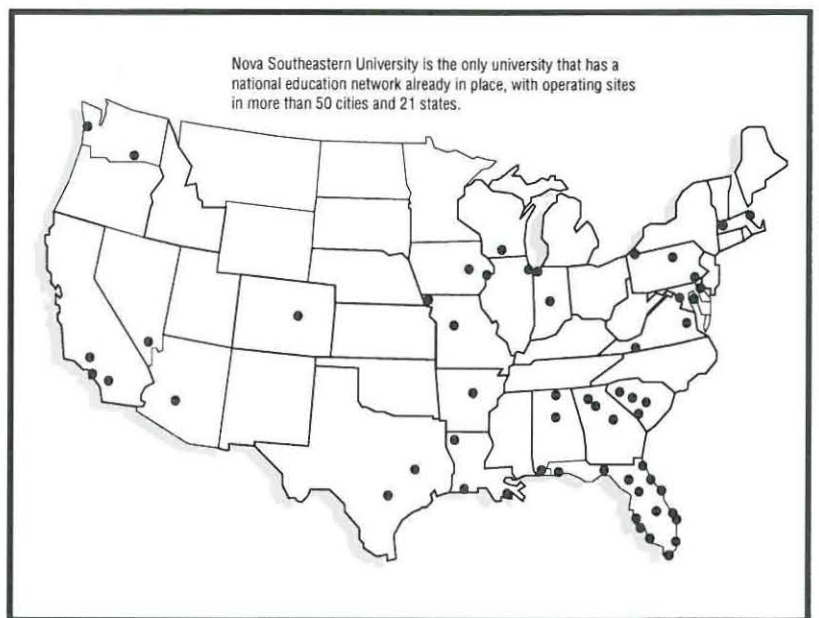 Nova Southeastern University is the only university that has a
national education network already in place, with operating sites
in more than 50 cities and 21 states.